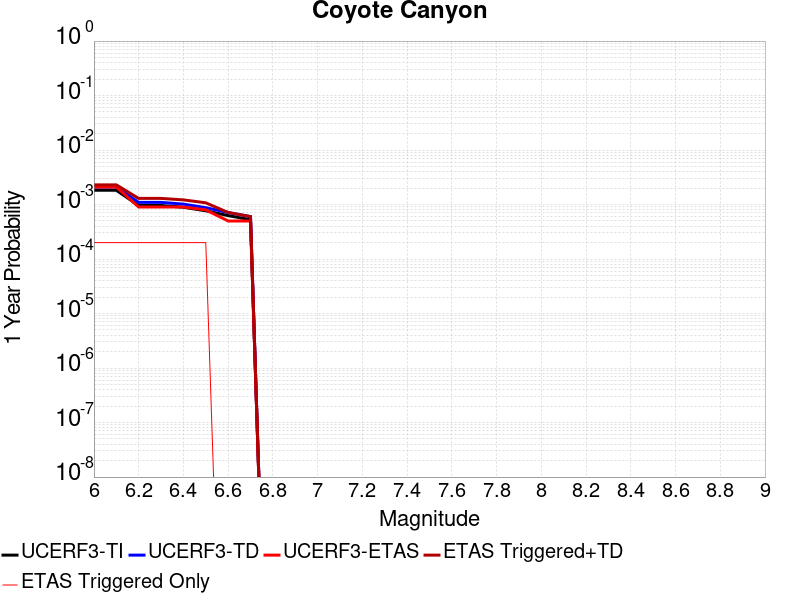 Coyote Canyon
1 Year Probability
10^0
10^-1
10^-2
10^-3
10^-4
10^-5
10^-6
10^-7
10^-8
6 6.2 6.4 6.6 6.8 7 7.2 7.4 7.6 7.8 8 8.2 8.4 8.6 8.8 9
Magnitude
UCERF3-TI UCERF3-TD UCERF3-ETAS ETAS Triggered+TD
ETAS Triggered Only